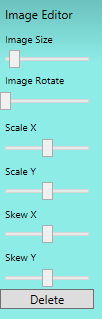 Image Editor
Image Size
Image Rotate
Scale X
Scale Y
Skew X
Skew Y
Delete